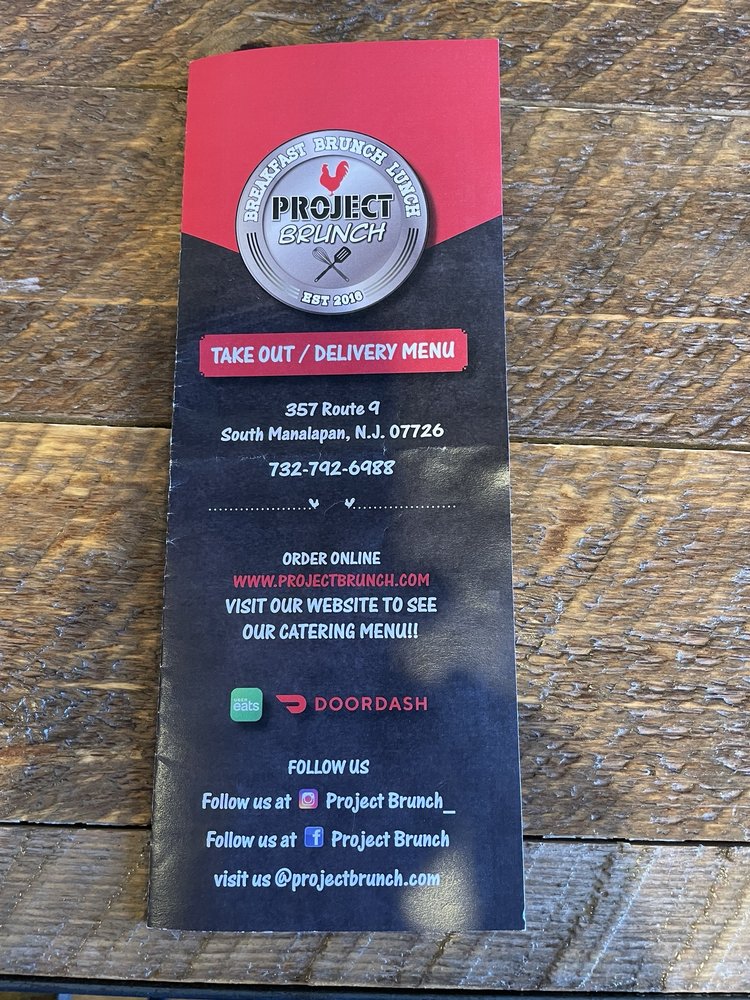 BREAKFAST BRUNCH LUNCH
PROJECT
BRUNCH
EST 2016
TAKE OUT / DELIVERY MENU
357 Route 9
South Manalapan, N.J. 07726
732-792-6988
ORDER ONLINE
WWW.PROJECTBRUNCH.COM
VISIT OUR WEBSITE TO SEE
OUR CATERING MENU!!
UBER
eats
DOORDASH
FOLLOW US
Follow us at Project Brunch_
Follow us at f Project Brunch
visit us @projectbrunch.com